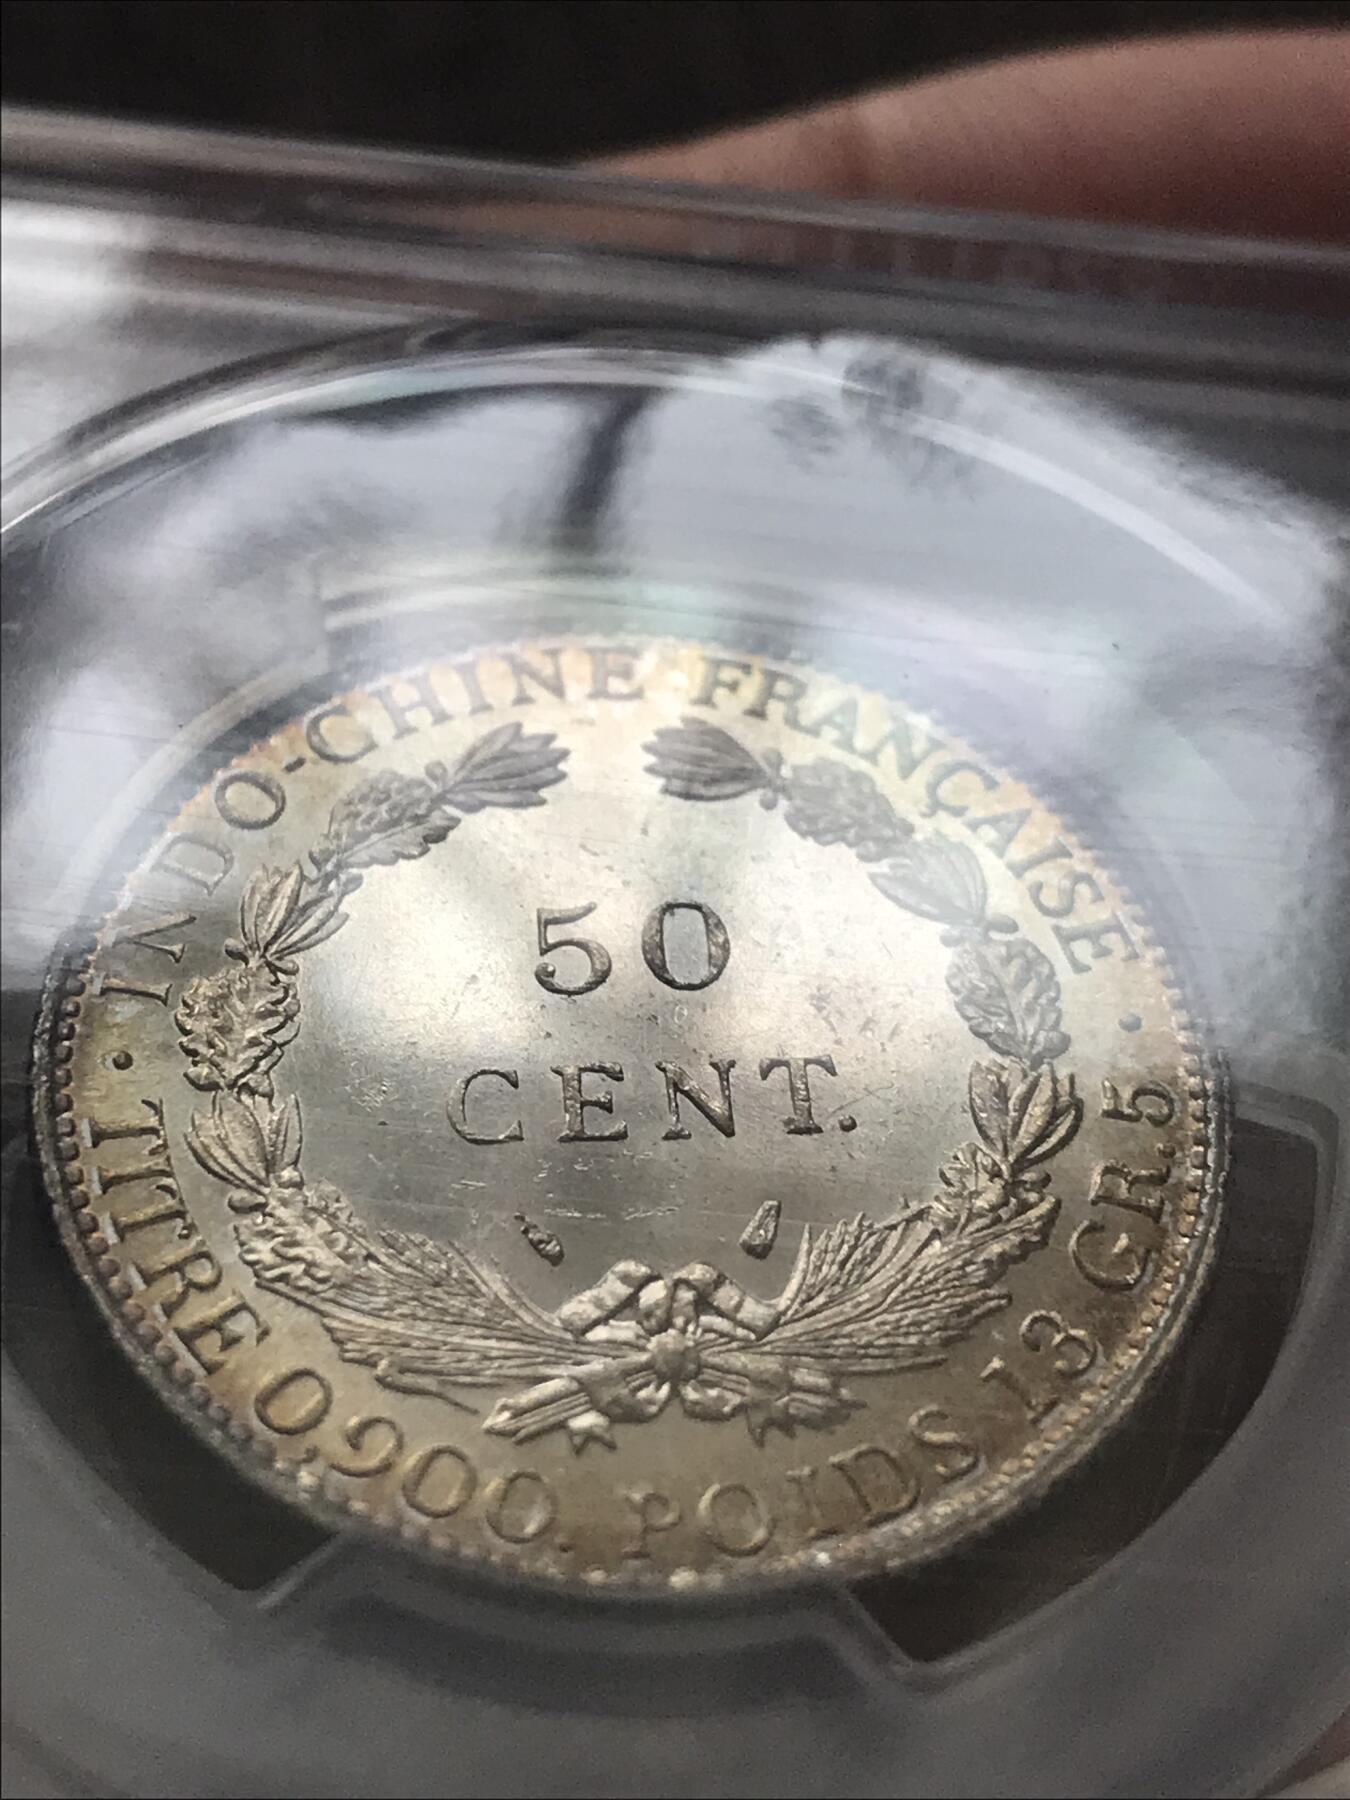 INDO-CHINE FRANÇAISE
50
CENT.
TITRE 0,900. POIDS 13 GR.5